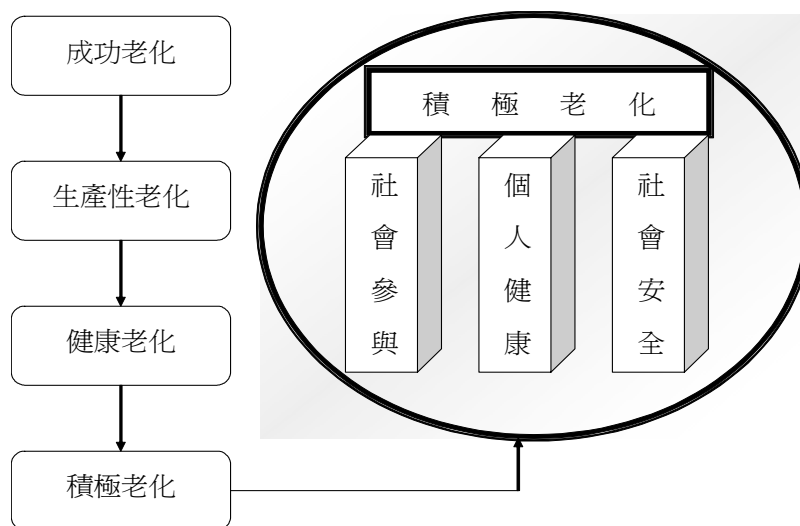 成功老化
生產性老化
健康老化
積極老化
積極老化
社會參與
個人健康
社會安全